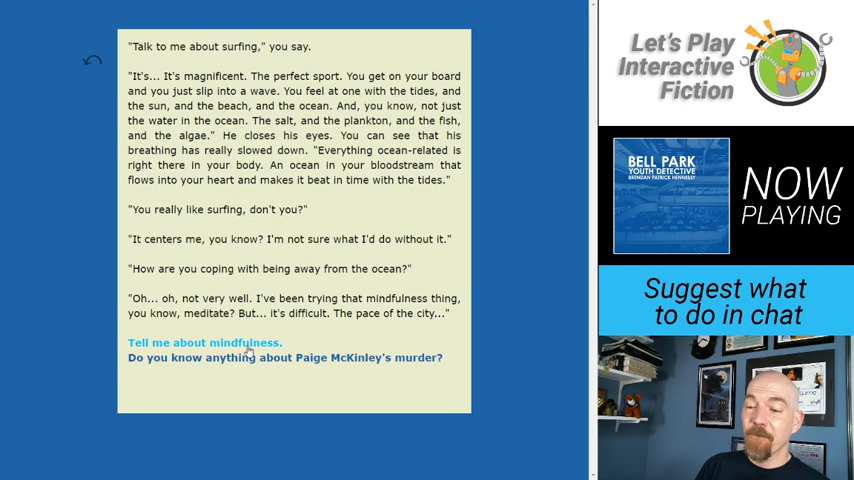 "Talk to me about surfing," you say.
"It's... It's magnificent. The perfect sport. You get on your board
and you just slip into a wave. You feel at one with the tides, and
the sun, and the beach, and the ocean. And, you know, not just
the water in the ocean. The salt, and the plankton, and the fish,
and the algae." He closes his eyes. You can see that his
breathing has really slowed down. "Everything ocean-related is
right there in your body. An ocean in your bloodstream that
flows into your heart and makes it beat in time with the tides."
"You really like surfing, don't you?"
"It centers me, you know? I'm not sure what I'd do without it."
"How are you coping with being away from the ocean?"
"Oh... oh, not very well. I've been trying that mindfulness thing,
you know, meditate? But... it's difficult. The pace of the city..."
Tell me about mindfulness.
Do you know anything about Paige McKinley's murder?
Let's Play
Interactive
Fiction
BELL PARK
YOUTH DETECTIVE
BRENDAN PATRICK HENNESSY
NOW
PLAYING
Suggest what
to do in chat